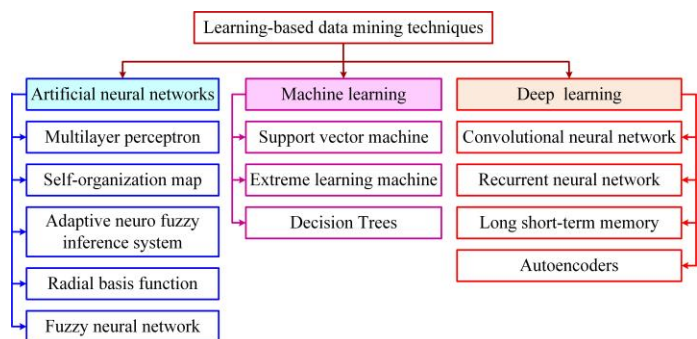 Learning-based data mining techniques
Artificial neural networks
Multilayer perceptron
Self-organization map
Adaptive neuro fuzzy
inference system
Radial basis function
Fuzzy neural network
Machine learning
Support vector machine
Extreme learning machine
Decision Trees
Deep learning
Convolutional neural network
Recurrent neural network
Long short-term memory
Autoencoders